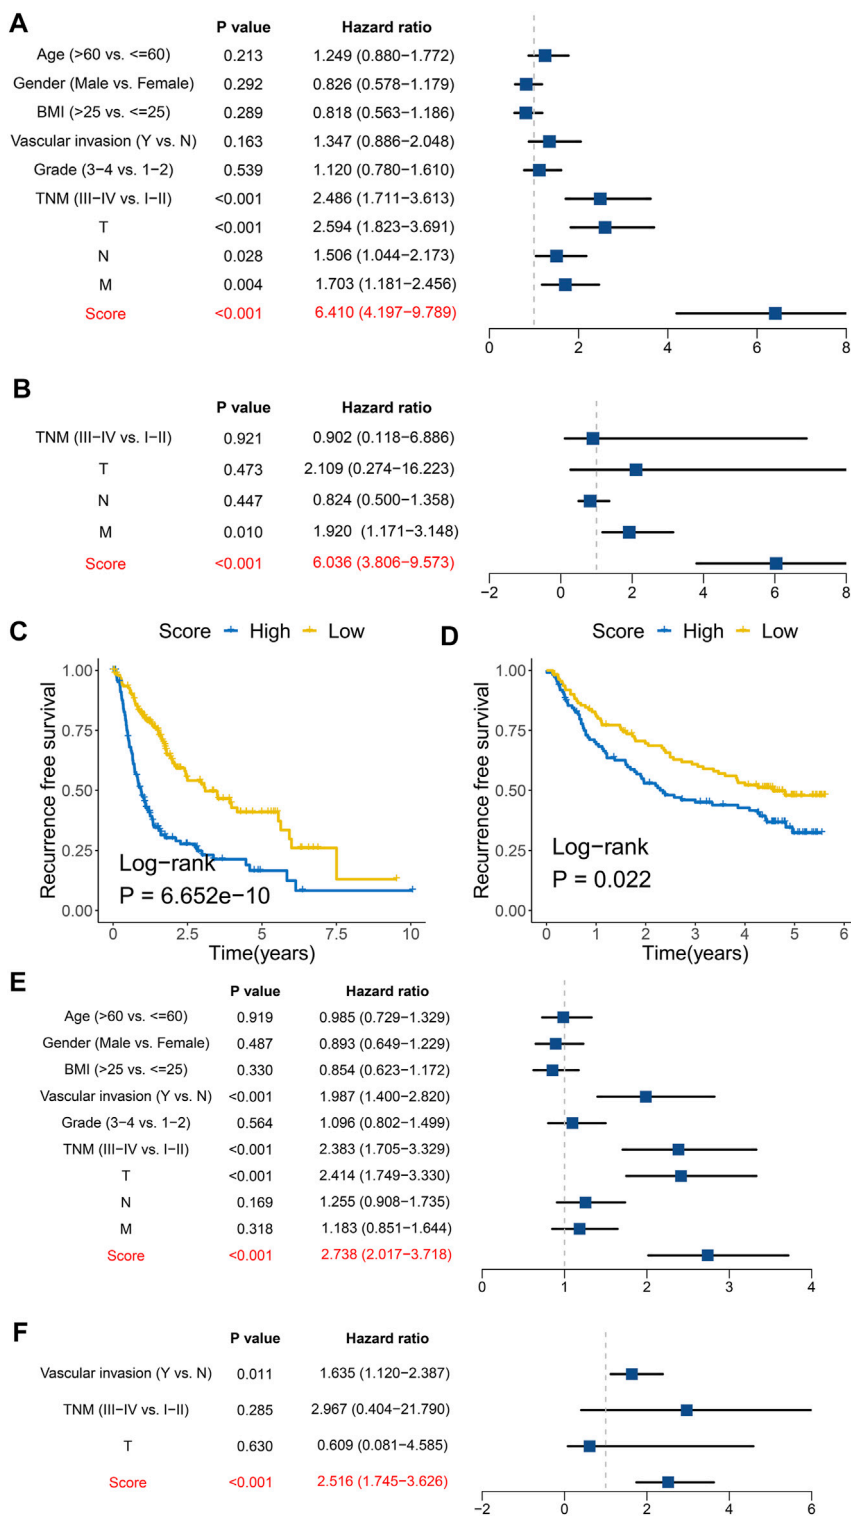 A
P value Hazard ratio
Age (>60 vs. <=60) 0.213 1.249 (0.880−1.772)
Gender (Male vs. Female) 0.292 0.826 (0.578−1.179)
BMI (>25 vs. <=25) 0.289 0.818 (0.563−1.186)
Vascular invasion (Y vs. N) 0.163 1.347 (0.886−2.048)
Grade (3−4 vs. 1−2) 0.539 1.120 (0.780−1.610)
TNM (III−IV vs. I−II) <0.001 2.486 (1.711−3.613)
T <0.001 2.594 (1.823−3.691)
N 0.028 1.506 (1.044−2.173)
M 0.004 1.703 (1.181−2.456)
Score <0.001 6.410 (4.197−9.789)
0 2 4 6 8
B
P value Hazard ratio
TNM (III−IV vs. I−II) 0.921 0.902 (0.118−6.886)
T 0.473 2.109 (0.274−16.223)
N 0.447 0.824 (0.500−1.358)
M 0.010 1.920 (1.171−3.148)
Score <0.001 6.036 (3.806−9.573)
−2 0 2 4 6 8
C
Score High Low
Recurrence free survival
1.00
0.75
0.50
0.25
0.00
Log−rank
P = 6.652e−10
0 2.5 5 7.5 10
Time(years)
D
Score High Low
Recurrence free survival
1.00
0.75
0.50
0.25
0.00
Log−rank
P = 0.022
0 1 2 3 4 5 6
Time(years)
E
P value Hazard ratio
Age (>60 vs. <=60) 0.919 0.985 (0.729−1.329)
Gender (Male vs. Female) 0.487 0.893 (0.649−1.229)
BMI (>25 vs. <=25) 0.330 0.854 (0.623−1.172)
Vascular invasion (Y vs. N) <0.001 1.987 (1.400−2.820)
Grade (3−4 vs. 1−2) 0.564 1.096 (0.802−1.499)
TNM (III−IV vs. I−II) <0.001 2.383 (1.705−3.329)
T <0.001 2.414 (1.749−3.330)
N 0.169 1.255 (0.908−1.735)
M 0.318 1.183 (0.851−1.644)
Score <0.001 2.738 (2.017−3.718)
0 1 2 3 4
F
P value Hazard ratio
Vascular invasion (Y vs. N) 0.011 1.635 (1.120−2.387)
TNM (III−IV vs. I−II) 0.285 2.967 (0.404−21.790)
T 0.630 0.609 (0.081−4.585)
Score <0.001 2.516 (1.745−3.626)
−2 0 2 4 6